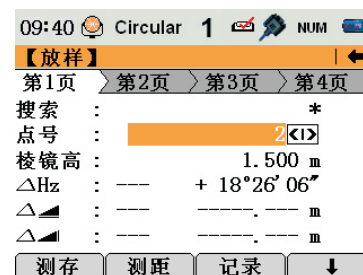 09:40 Circular 1 NUM
【放样】
第1页 第2页 第3页 第4页
搜索 : *
点号 : 2
棱镜高 : 1.500 m
△Hz : --- + 18°26′06″
△ : --- -----.--- m
△ : --- -----.--- m
测存 测距 记录 ↓